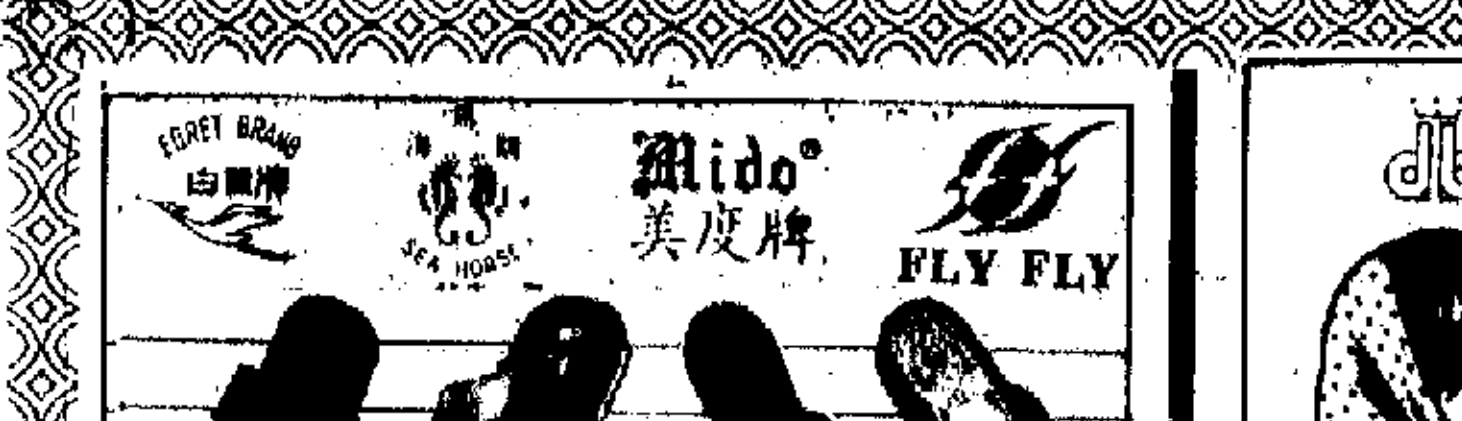 EGRET BRAND
白鷺牌
SEA HORSE
Mido®
美度牌
FLY FLY